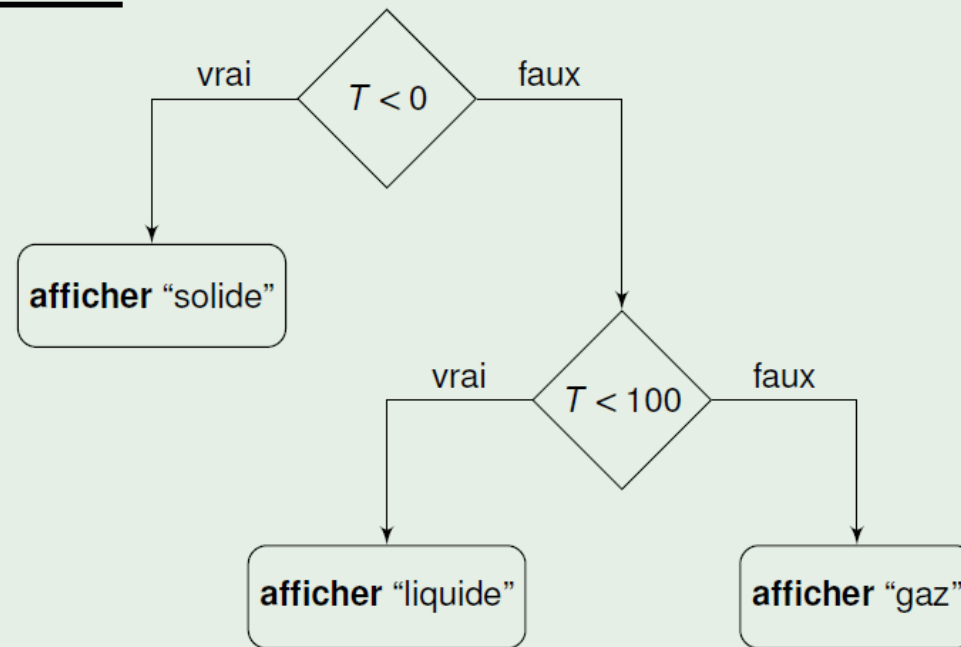 vrai
T < 0
faux
afficher “solide”
vrai
T < 100
faux
afficher “liquide”
afficher “gaz”